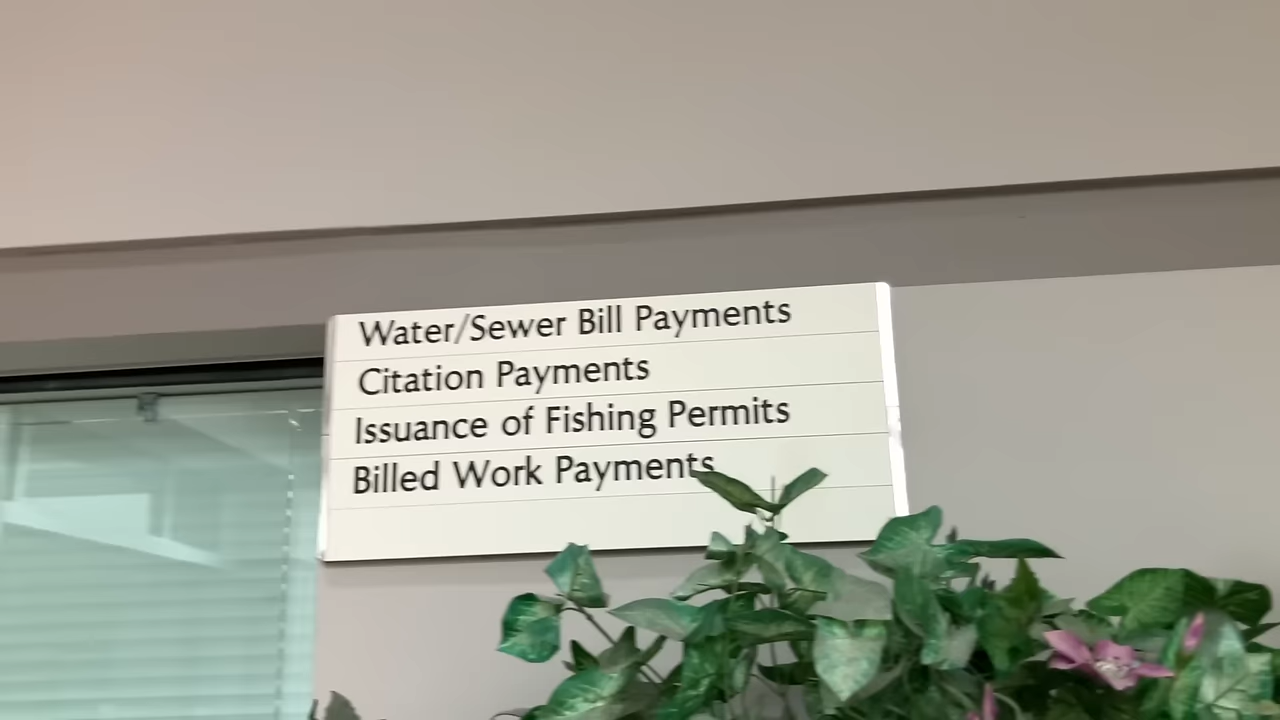 Water/Sewer Bill Payments
Citation Payments
Issuance of Fishing Permits
Billed Work Payments